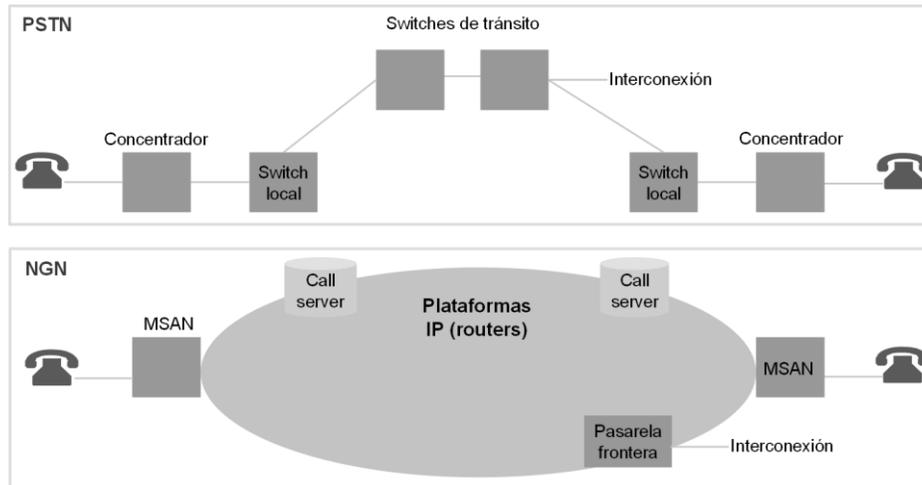 PSTN
Switches de tránsito
Interconexión
Concentrador
Concentrador
Switch
local
Switch
local
NGN
Call
server
Call
server
Plataformas
IP (routers)
MSAN
MSAN
Pasarela
frontera
Interconexión